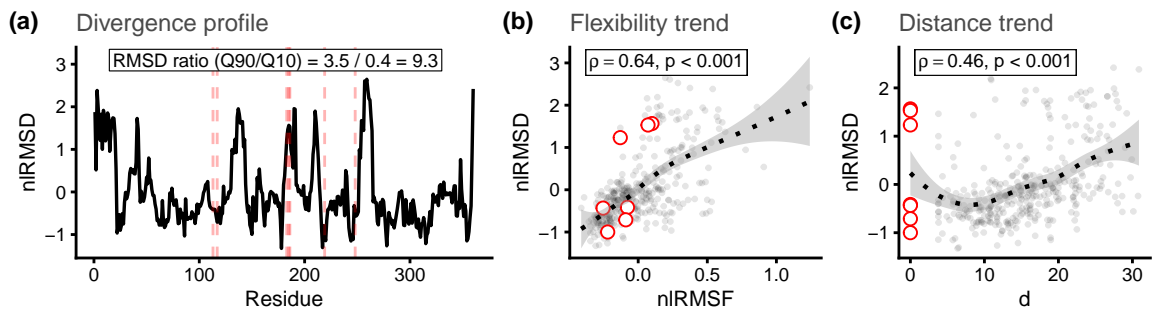 (a) Divergence profile
RMSD ratio (Q90/Q10) = 3.5 / 0.4 = 9.3
nlRMSD
3
2
1
0
−1
0 100 200 300
Residue
(b) Flexibility trend
ρ = 0.64, p < 0.001
nlRMSD
3
2
1
0
−1
0.0 0.5 1.0
nlRMSF
(c) Distance trend
ρ = 0.46, p < 0.001
nlRMSD
2
1
0
−1
0 10 20 30
d